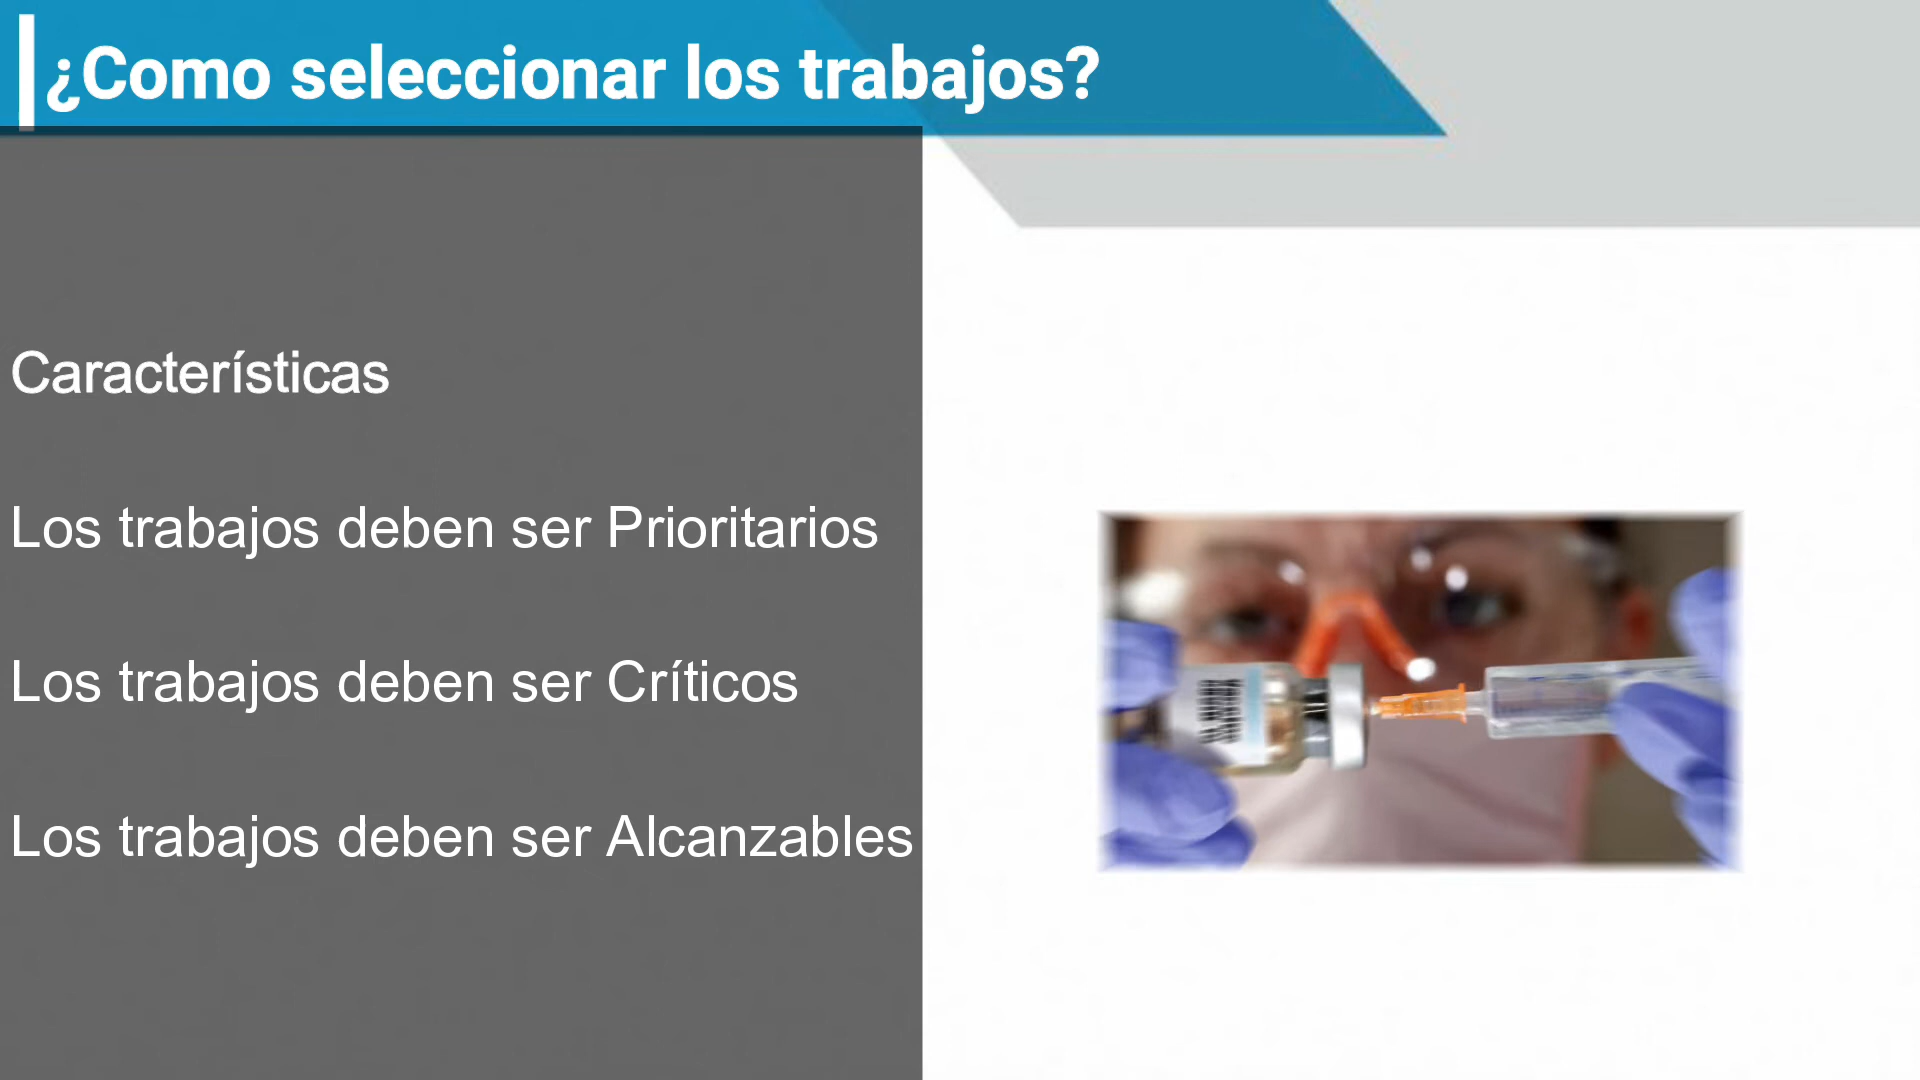 ¿Como seleccionar los trabajos?
Características
Los trabajos deben ser Prioritarios
Los trabajos deben ser Críticos
Los trabajos deben ser Alcanzables